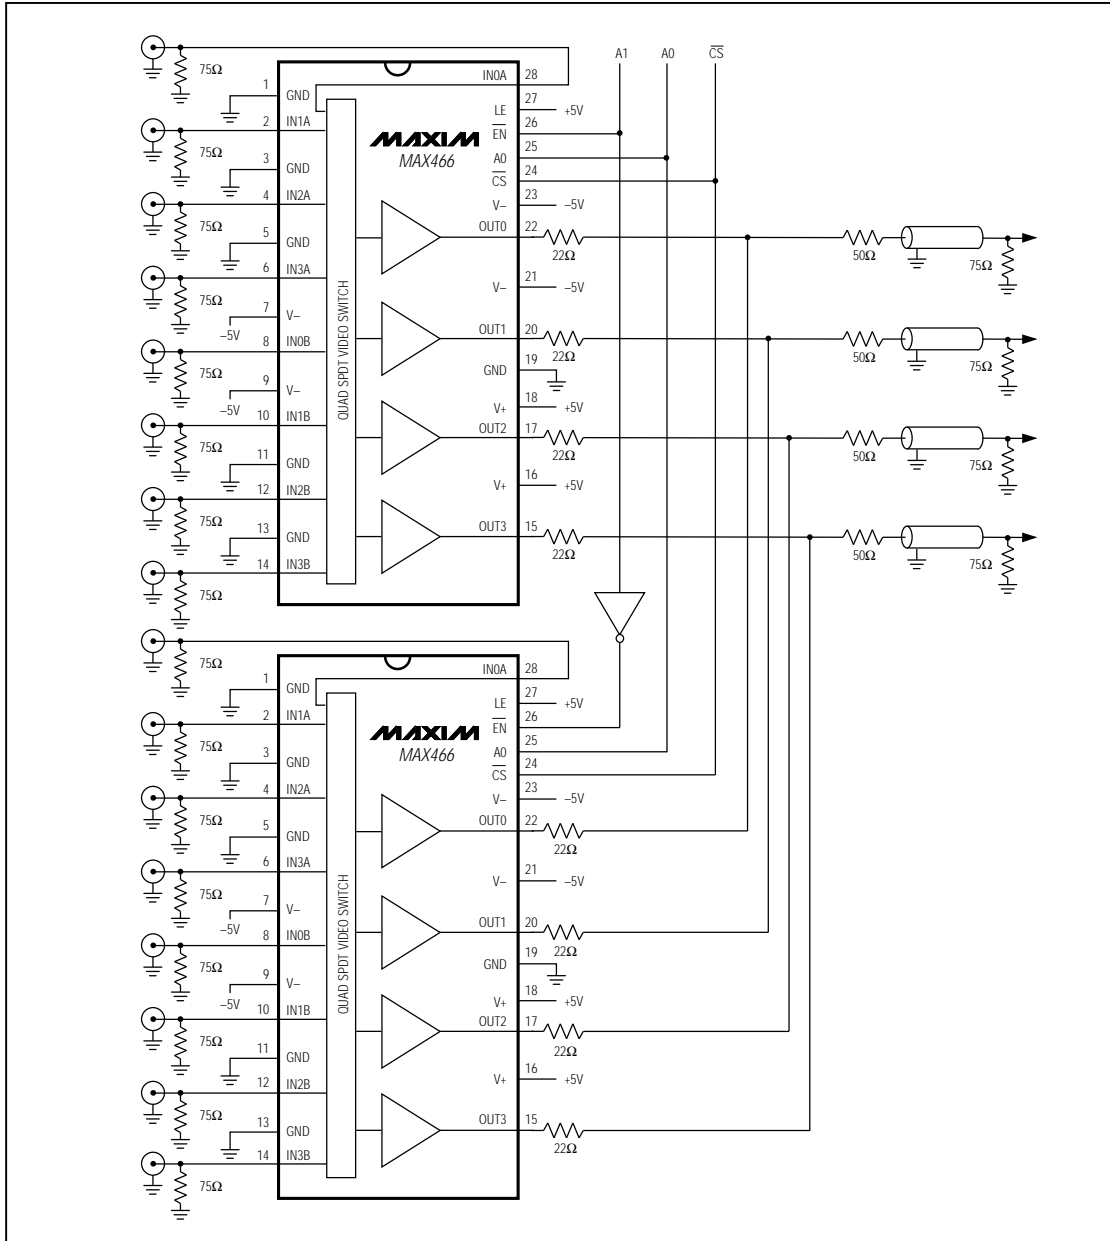 A1 A0 C̅S̅
75Ω
1 GND
2 IN1A
75Ω
3 GND
4 IN2A
75Ω
5 GND
6 IN3A
75Ω
7 V–
–5V
8 IN0B
75Ω
9 V–
–5V
10 IN1B
75Ω
11 GND
12 IN2B
75Ω
13 GND
14 IN3B
75Ω
75Ω
QUAD SPDT VIDEO SWITCH
MAXIM
MAX466
IN0A 28
LE 27 +5V
E̅N̅ 26
A0 25
C̅S̅ 24
V– 23 –5V
OUT0 22
22Ω
V– 21 –5V
OUT1 20
22Ω
GND 19
V+ 18 +5V
OUT2 17
22Ω
V+ 16 +5V
OUT3 15
22Ω
50Ω 75Ω
50Ω 75Ω
50Ω 75Ω
50Ω 75Ω
75Ω
1 GND
2 IN1A
75Ω
3 GND
4 IN2A
75Ω
5 GND
6 IN3A
75Ω
7 V–
–5V
8 IN0B
75Ω
9 V–
–5V
10 IN1B
75Ω
11 GND
12 IN2B
75Ω
13 GND
14 IN3B
75Ω
QUAD SPDT VIDEO SWITCH
MAXIM
MAX466
IN0A 28
LE 27 +5V
E̅N̅ 26
A0 25
C̅S̅ 24
V– 23 –5V
OUT0 22
22Ω
V– 21 –5V
OUT1 20
22Ω
GND 19
V+ 18 +5V
OUT2 17
22Ω
V+ 16 +5V
OUT3 15
22Ω